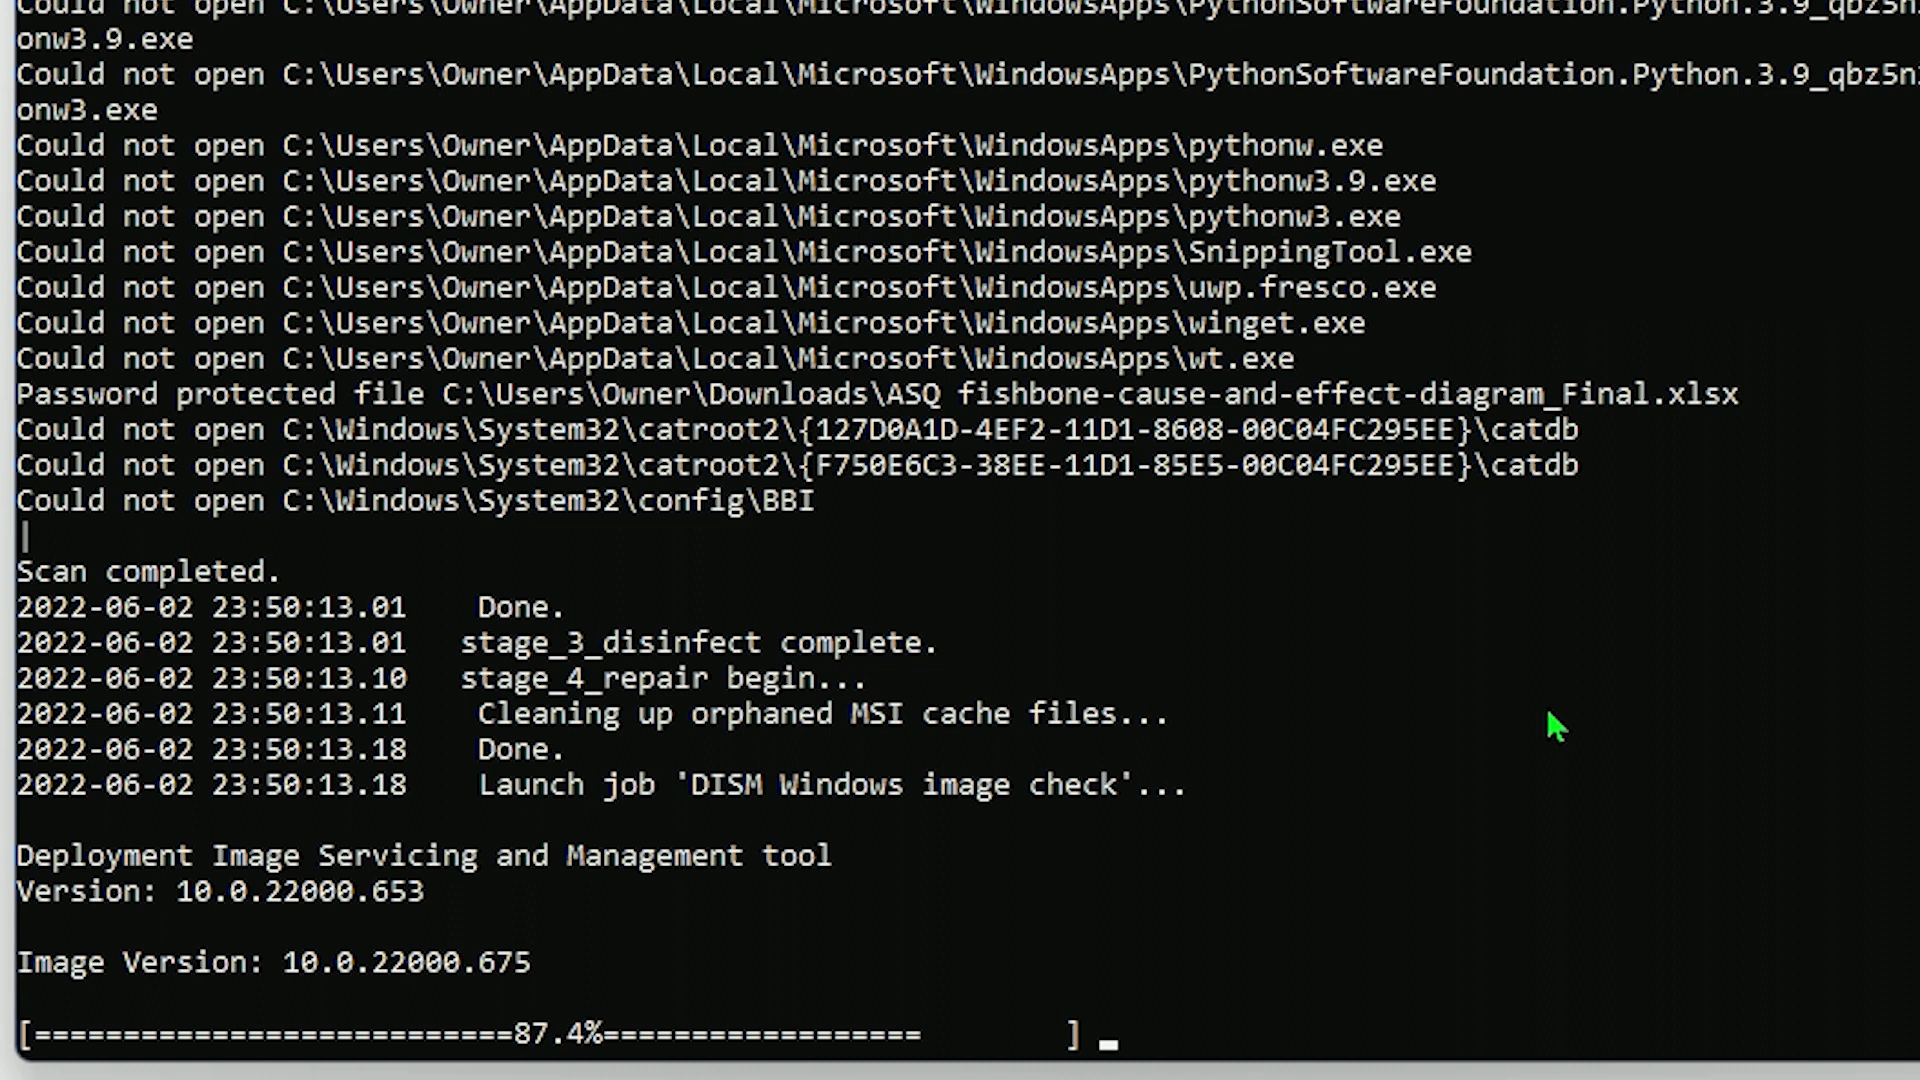 Could not open C:\Users\Owner\AppData\Local\Microsoft\WindowsApps\PythonSoftwareFoundation.Python.3.9_qbz5n
onw3.9.exe
Could not open C:\Users\Owner\AppData\Local\Microsoft\WindowsApps\PythonSoftwareFoundation.Python.3.9_qbz5n
onw3.exe
Could not open C:\Users\Owner\AppData\Local\Microsoft\WindowsApps\pythonw.exe
Could not open C:\Users\Owner\AppData\Local\Microsoft\WindowsApps\pythonw3.9.exe
Could not open C:\Users\Owner\AppData\Local\Microsoft\WindowsApps\pythonw3.exe
Could not open C:\Users\Owner\AppData\Local\Microsoft\WindowsApps\SnippingTool.exe
Could not open C:\Users\Owner\AppData\Local\Microsoft\WindowsApps\uwp.fresco.exe
Could not open C:\Users\Owner\AppData\Local\Microsoft\WindowsApps\winget.exe
Could not open C:\Users\Owner\AppData\Local\Microsoft\WindowsApps\wt.exe
Password protected file C:\Users\Owner\Downloads\ASQ fishbone-cause-and-effect-diagram_Final.xlsx
Could not open C:\Windows\System32\catroot2\{127D0A1D-4EF2-11D1-8608-00C04FC295EE}\catdb
Could not open C:\Windows\System32\catroot2\{F750E6C3-38EE-11D1-85E5-00C04FC295EE}\catdb
Could not open C:\Windows\System32\config\BBI
|
Scan completed.
2022-06-02 23:50:13.01    Done.
2022-06-02 23:50:13.01   stage_3_disinfect complete.
2022-06-02 23:50:13.10   stage_4_repair begin...
2022-06-02 23:50:13.11    Cleaning up orphaned MSI cache files...
2022-06-02 23:50:13.18    Done.
2022-06-02 23:50:13.18    Launch job 'DISM Windows image check'...
Deployment Image Servicing and Management tool
Version: 10.0.22000.653
Image Version: 10.0.22000.675
[===========================87.4%==================        ] _